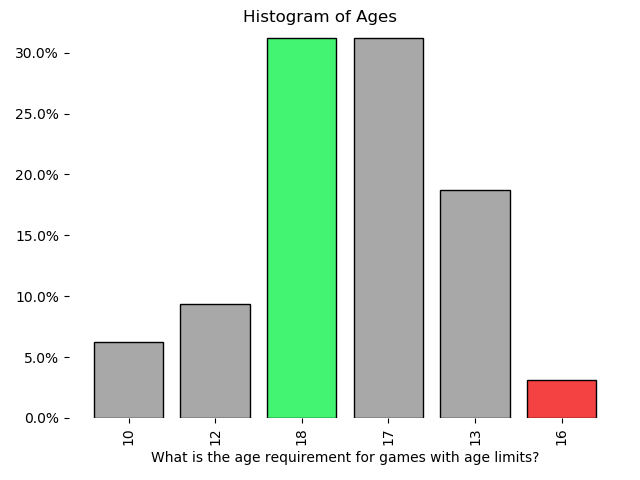 Histogram of Ages
30.0%
25.0%
20.0%
15.0%
10.0%
5.0%
0.0%
10 12 18 17 13 16
What is the age requirement for games with age limits?